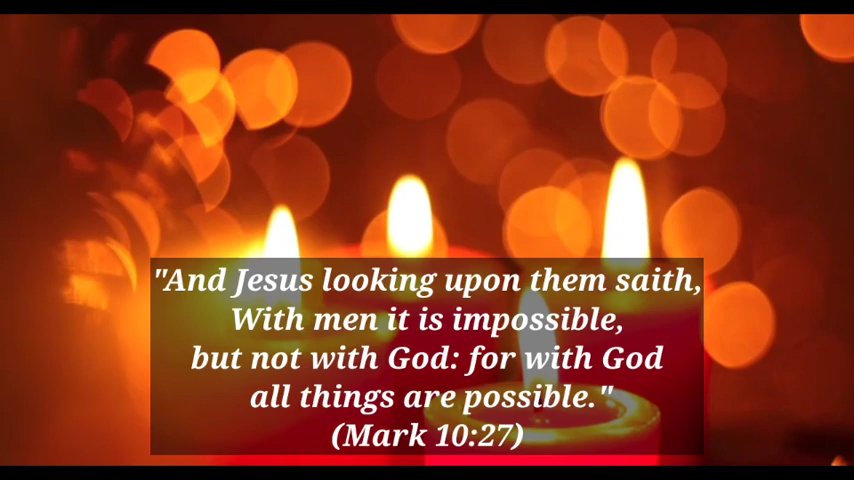 "And Jesus looking upon them saith,
With men it is impossible,
but not with God: for with God
all things are possible."
(Mark 10:27)